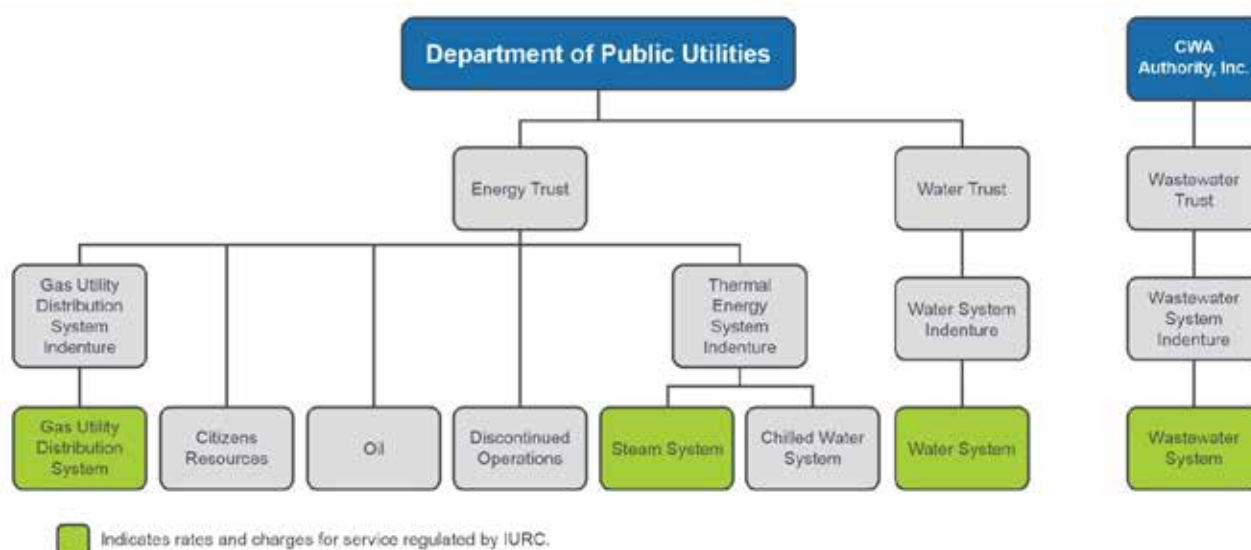 Department of Public Utilities
CWA
Authority, Inc.
Energy Trust
Water Trust
Wastewater
Trust
Gas Utility
Distribution
System
Indenture
Thermal
Energy
System
Indenture
Water System
Indenture
Wastewater
System
Indenture
Gas Utility
Distribution
System
Citizens
Resources
Oil
Discontinued
Operations
Steam System
Chilled Water
System
Water System
Wastewater
System
Indicates rates and charges for service regulated by IURC.